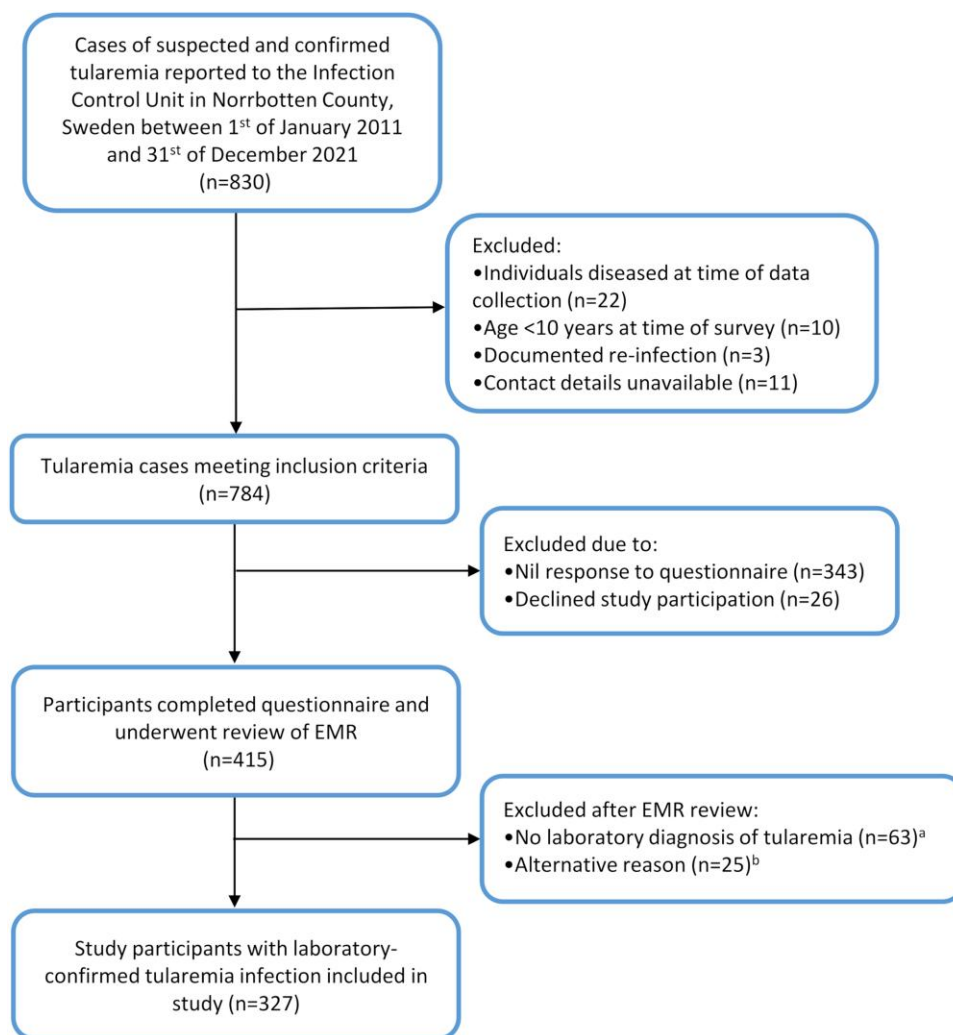 Cases of suspected and confirmed
tularemia reported to the Infection
Control Unit in Norrbotten County,
Sweden between 1st of January 2011
and 31st of December 2021
(n=830)
Excluded:
•Individuals diseased at time of data
collection (n=22)
•Age <10 years at time of survey (n=10)
•Documented re-infection (n=3)
•Contact details unavailable (n=11)
Tularemia cases meeting inclusion criteria
(n=784)
Excluded due to:
•Nil response to questionnaire (n=343)
•Declined study participation (n=26)
Participants completed questionnaire and
underwent review of EMR
(n=415)
Excluded after EMR review:
•No laboratory diagnosis of tularemia (n=63)a
•Alternative reason (n=25)b
Study participants with laboratory-
confirmed tularemia infection included in
study (n=327)